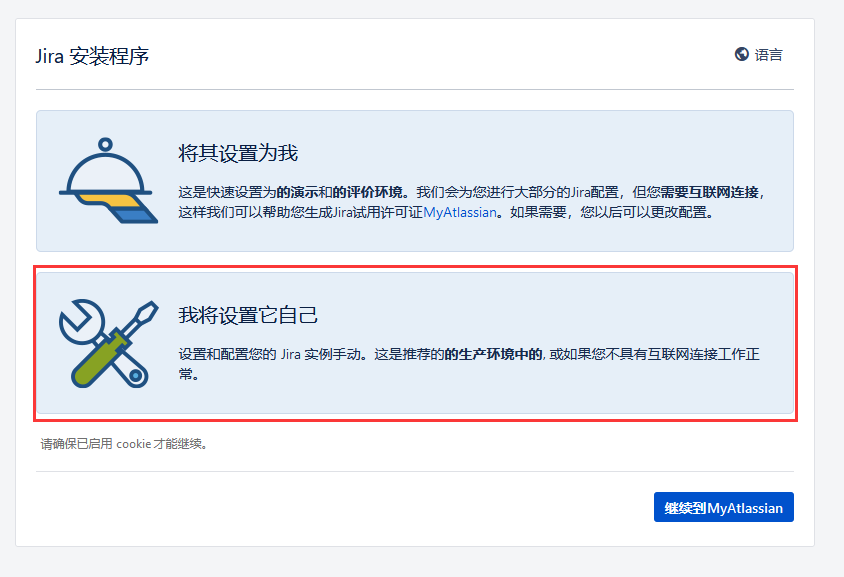 Jira 安装程序
语言
将其设置为我
这是快速设置为的演示和的评价环境。我们会为您进行大部分的Jira配置，但您需要互联网连接，
这样我们可以帮助您生成Jira试用许可证MyAtlassian。如果需要，您以后可以更改配置。
我将设置它自己
设置和配置您的 Jira 实例手动。这是推荐的的生产环境中的, 或如果您不具有互联网连接工作正
常。
请确保已启用 cookie 才能继续。
继续到MyAtlassian